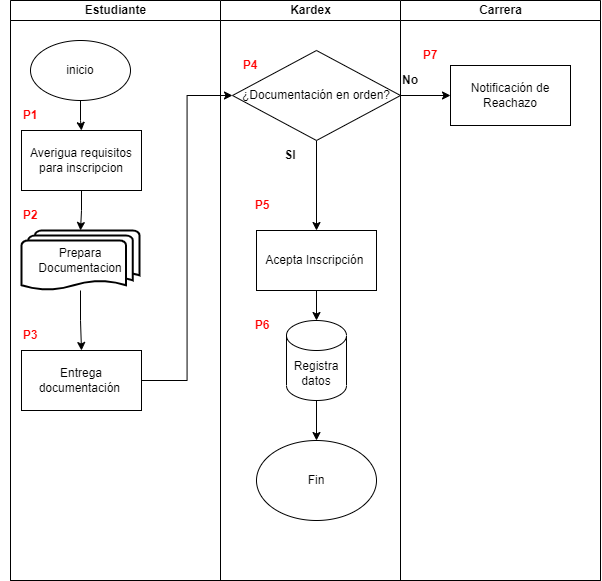 Estudiante
Kardex
Carrera
inicio
P1
Averigua requisitos
para inscripcion
P2
Prepara
Documentacion
P3
Entrega
documentación
P4
¿Documentación en orden?
No
SI
P5
Acepta Inscripción
P6
Registra
datos
Fin
P7
Notificación de
Reachazo